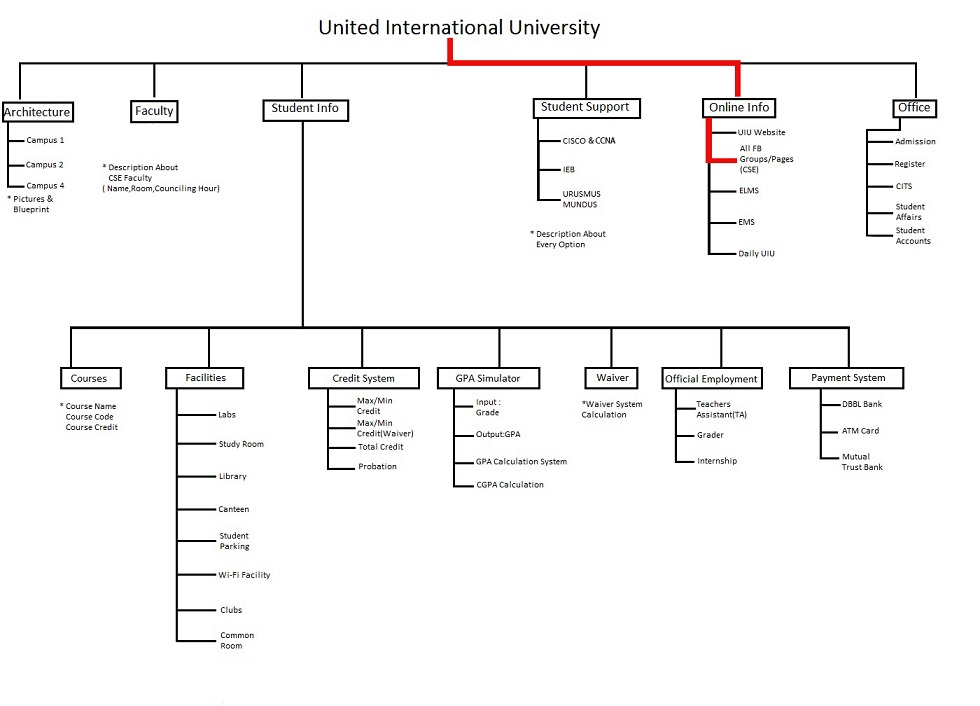 United International University
Architecture
Campus 1
Campus 2
Campus 4
* Pictures &
Blueprint
Faculty
* Description About
CSE Faculty
( Name,Room,Counciling Hour)
Student Info
Student Support
CISCO & CCNA
IEB
URUSMUS
MUNDUS
* Description About
Every Option
Online Info
UIU Website
All FB
Groups/Pages
(CSE)
ELMS
EMS
Daily UIU
Office
Admission
Register
CITS
Student
Affairs
Student
Accounts
Courses
* Course Name
Course Code
Course Credit
Facilities
Labs
Study Room
Library
Canteen
Student
Parking
Wi-Fi Facility
Clubs
Common
Room
Credit System
Max/Min
Credit
Max/Min
Credit(Waiver)
Total Credit
Probation
GPA Simulator
Input :
Grade
Output:GPA
GPA Calculation System
CGPA Calculation
Waiver
*Waiver System
Calculation
Official Employment
Teachers
Assistant(TA)
Grader
Internship
Payment System
DBBL Bank
ATM Card
Mutual
Trust Bank